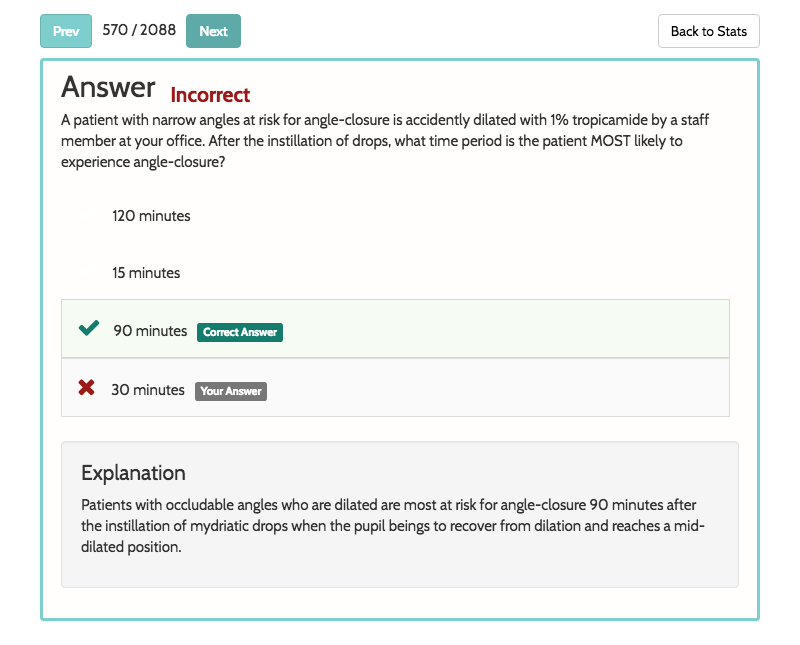 Prev 570 / 2088 Next Back to Stats
Answer Incorrect
A patient with narrow angles at risk for angle-closure is accidently dilated with 1% tropicamide by a staff
member at your office. After the instillation of drops, what time period is the patient MOST likely to
experience angle-closure?
120 minutes
15 minutes
90 minutes Correct Answer
30 minutes Your Answer
Explanation
Patients with occludable angles who are dilated are most at risk for angle-closure 90 minutes after
the instillation of mydriatic drops when the pupil beings to recover from dilation and reaches a mid-
dilated position.